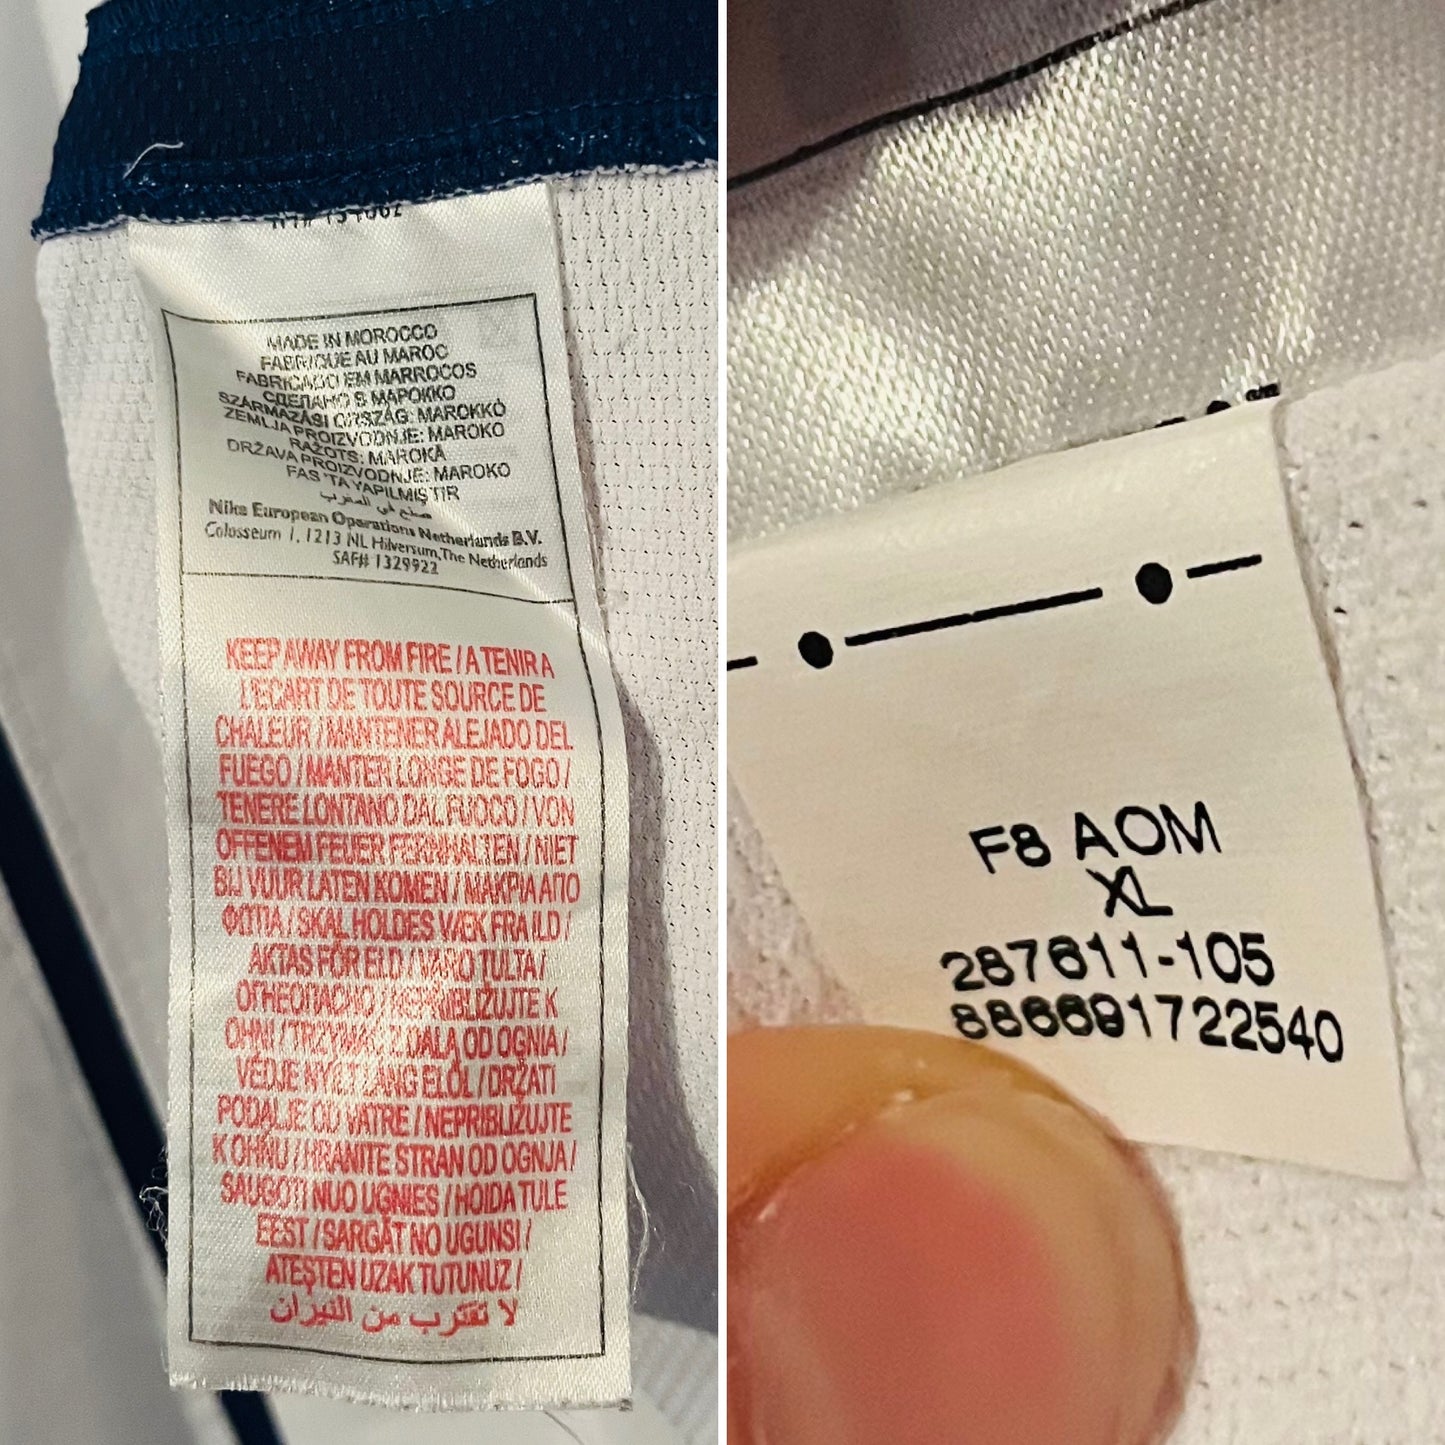 MADE IN MOROCCO
FABRIQUE AU MAROC
FABRICADO EM MARROCOS
СДЕЛАНО В МАРОККО
SZÁRMAZÁSI ORSZÁG: MAROKKÓ
ZEMLJA PROIZVODNJE: MAROKO
RAŽOTS: MAROKĀ
DRŽAVA PROIZVODNJE: MAROKO
FAS 'TA YAPILMIŞTIR
صنع في المغرب
Nike European Operations Netherlands B.V.
Colosseum 1, 1213 NL Hilversum, The Netherlands
SAF# 1329922
KEEP AWAY FROM FIRE / A TENIR A
L'ECART DE TOUTE SOURCE DE
CHALEUR / MANTENER ALEJADO DEL
FUEGO / MANTER LONGE DE FOGO /
TENERE LONTANO DAL FUOCO / VON
OFFENEM FEUER FERNHALTEN / NIET
BIJ VUUR LATEN KOMEN / ΜΑΚΡΙΑ ΑΠΟ
ΦΩΤΙΑ / SKAL HOLDES VÆK FRA ILD /
AKTAS FÖR ELD / VARO TULTA /
ОГНЕОПАСНО / NEPRIBLIŽUJTE K
OHNI / TRZYMAĆ Z DALA OD OGNIA /
VÉDJE NYÍLT LÁNG ELŐL / DRŽATI
PODALJE OD VATRE / NEPRIBLIŽUJTE
K OHŇU / HRANITE STRAN OD OGNJA /
SAUGOTI NUO UGNIES / HOIDA TULE
EEST / SARGĀT NO UGUNS /
ATEŞTEN UZAK TUTUNUZ /
لا تقترب من النيران
F8 AOM
XL
287611-105
886691722540